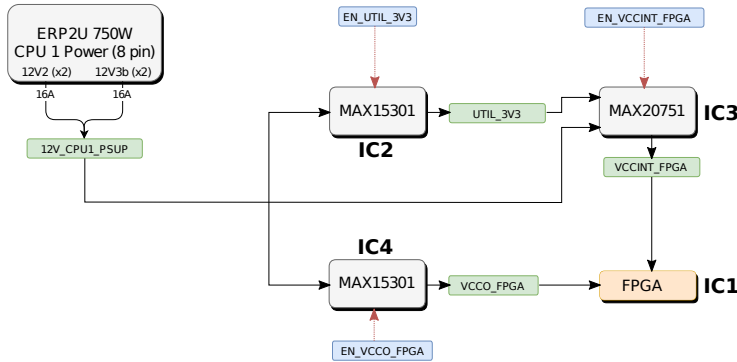 ERP2U 750W
CPU 1 Power (8 pin)
12V2 (x2) 12V3b (x2)
16A 16A
12V_CPU1_PSUP
EN_UTIL_3V3
MAX15301
IC2
UTIL_3V3
EN_VCCINT_FPGA
MAX20751
IC3
VCCINT_FPGA
IC4
MAX15301
VCCO_FPGA
FPGA
IC1
EN_VCCO_FPGA